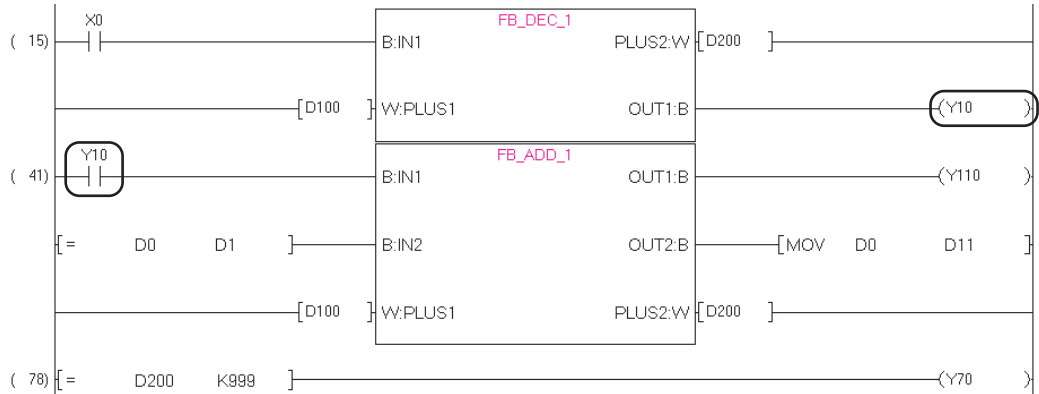 X0 FB_DEC_1
( 15) B:IN1 PLUS2:W [D200 ]
[D100 ] W:PLUS1 OUT1:B (Y10 )
Y10 FB_ADD_1
( 41) B:IN1 OUT1:B (Y110 )
[= D0 D1 ] B:IN2 OUT2:B [MOV D0 D11 ]
[D100 ] W:PLUS1 PLUS2:W [D200 ]
( 78) [= D200 K999 ] (Y70 )